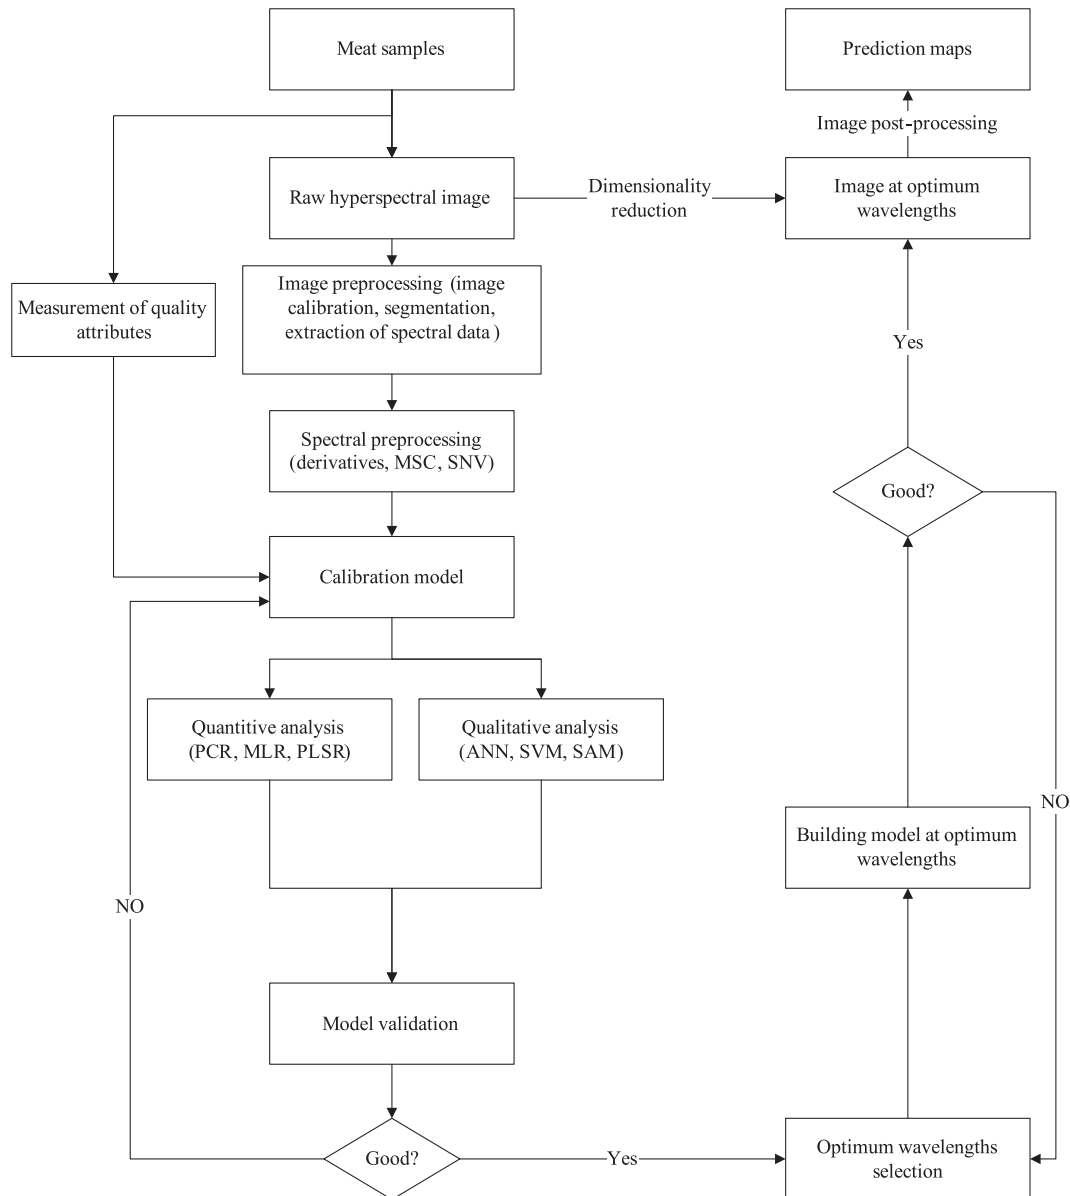 Meat samples
Prediction maps
Image post-processing
Raw hyperspectral image
Dimensionality
reduction
Image at optimum
wavelengths
Measurement of quality
attributes
Image preprocessing (image
calibration, segmentation,
extraction of spectral data )
Yes
Spectral preprocessing
(derivatives, MSC, SNV)
Good?
Calibration model
Quantitive analysis
(PCR, MLR, PLSR)
Qualitative analysis
(ANN, SVM, SAM)
NO
Building model at optimum
wavelengths
NO
Model validation
Good?
Yes
Optimum wavelengths
selection